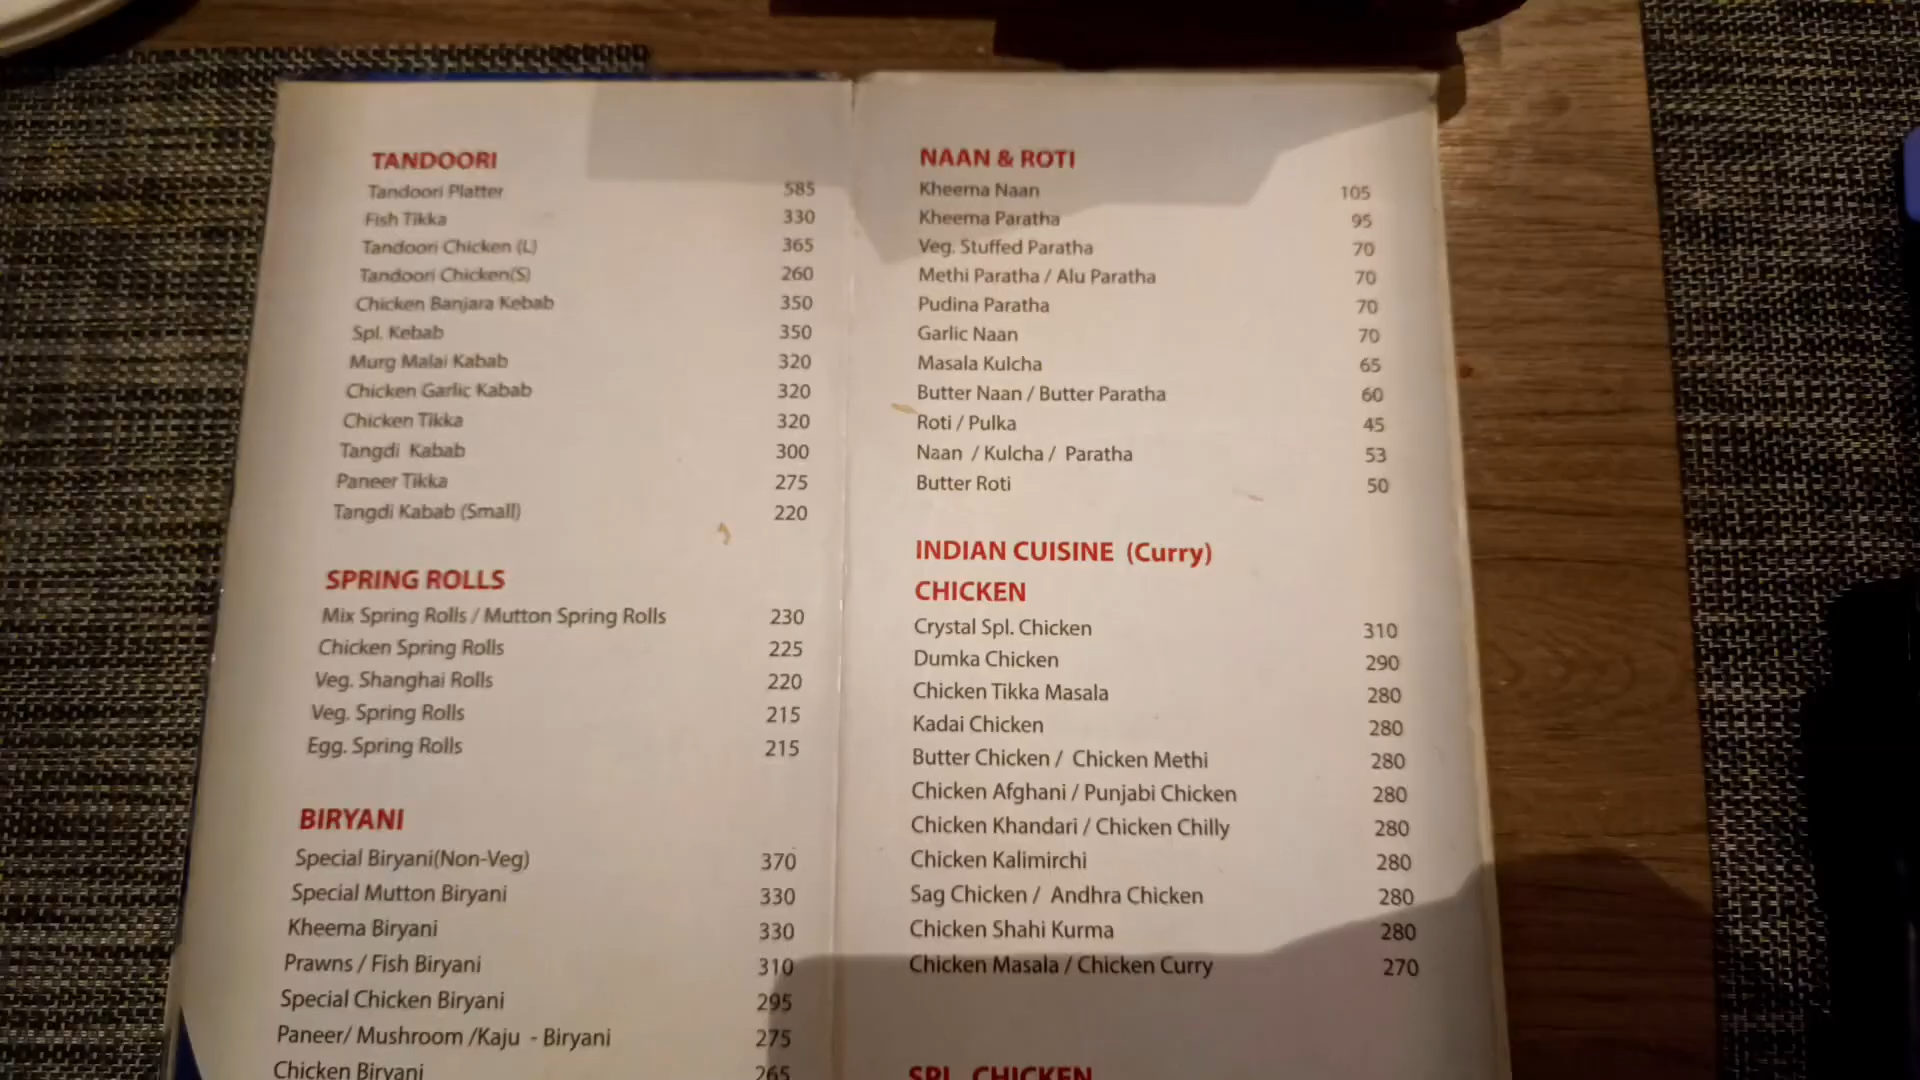 TANDOORI
Tandoori Platter 585
Fish Tikka 330
Tandoori Chicken (L) 365
Tandoori Chicken(S) 260
Chicken Banjara Kebab 350
Spl. Kebab 350
Murg Malai Kabab 320
Chicken Garlic Kabab 320
Chicken Tikka 320
Tangdi Kabab 300
Paneer Tikka 275
Tangdi Kabab (Small) 220
SPRING ROLLS
Mix Spring Rolls / Mutton Spring Rolls 230
Chicken Spring Rolls 225
Veg. Shanghai Rolls 220
Veg. Spring Rolls 215
Egg. Spring Rolls 215
BIRYANI
Special Biryani(Non-Veg) 370
Special Mutton Biryani 330
Kheema Biryani 330
Prawns / Fish Biryani 310
Special Chicken Biryani 295
Paneer/ Mushroom /Kaju - Biryani 275
Chicken Biryani 265
NAAN & ROTI
Kheema Naan 105
Kheema Paratha 95
Veg. Stuffed Paratha 70
Methi Paratha / Alu Paratha 70
Pudina Paratha 70
Garlic Naan 70
Masala Kulcha 65
Butter Naan / Butter Paratha 60
Roti / Pulka 45
Naan / Kulcha / Paratha 53
Butter Roti 50
INDIAN CUISINE (Curry)
CHICKEN
Crystal Spl. Chicken 310
Dumka Chicken 290
Chicken Tikka Masala 280
Kadai Chicken 280
Butter Chicken / Chicken Methi 280
Chicken Afghani / Punjabi Chicken 280
Chicken Khandari / Chicken Chilly 280
Chicken Kalimirchi 280
Sag Chicken / Andhra Chicken 280
Chicken Shahi Kurma 280
Chicken Masala / Chicken Curry 270
SPL. CHICKEN